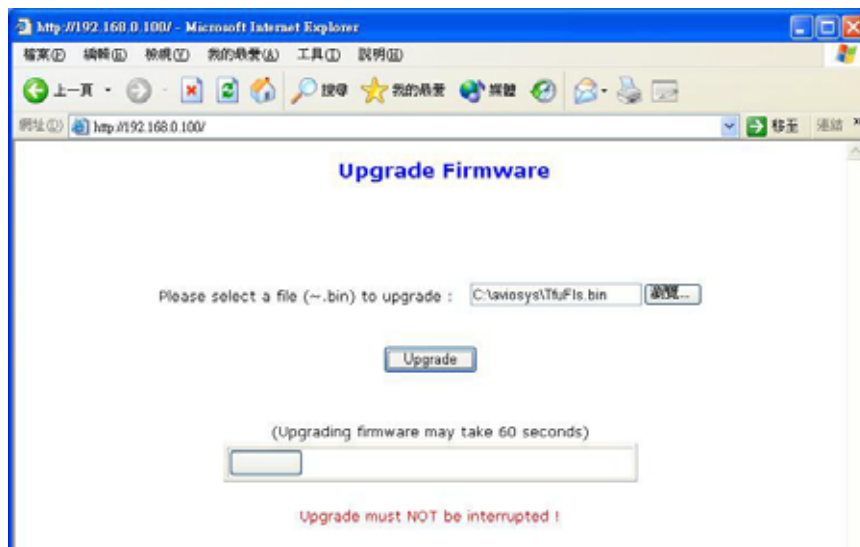 http://192.168.0.100/ - Microsoft Internet Explorer
檔案(F) 編輯(E) 檢視(V) 我的最愛(A) 工具(T) 說明(H)
上一頁 搜尋 我的最愛 媒體
網址(D) http://192.168.0.100/ 移至 連結 »
Upgrade Firmware
Please select a file (~.bin) to upgrade : C:\aviosys\TfuFls.bin 瀏覽...
Upgrade
(Upgrading firmware may take 60 seconds)
Upgrade must NOT be interrupted !